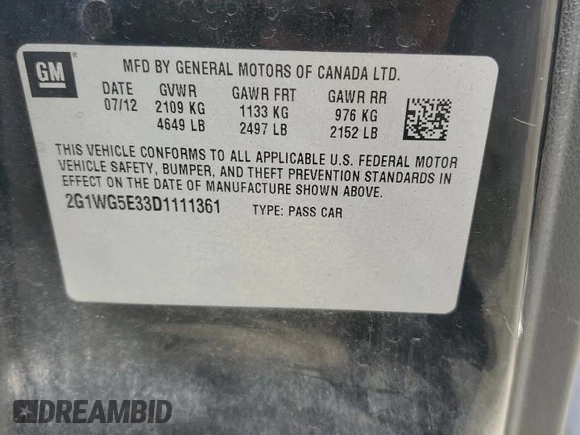 GM
MFD BY GENERAL MOTORS OF CANADA LTD.
DATE GVWR GAWR FRT GAWR RR
07/12 2109 KG 1133 KG 976 KG
4649 LB 2497 LB 2152 LB
THIS VEHICLE CONFORMS TO ALL APPLICABLE U.S. FEDERAL MOTOR
VEHICLE SAFETY, BUMPER, AND THEFT PREVENTION STANDARDS IN
EFFECT ON THE DATE OF MANUFACTURE SHOWN ABOVE.
2G1WG5E33D1111361 TYPE: PASS CAR
DREAMBID